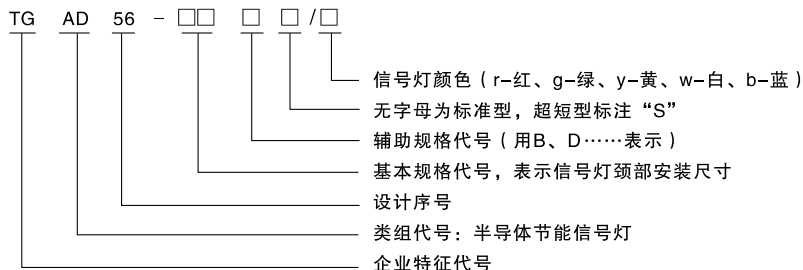 TG AD 56 - □□ □ □ / □
信号灯颜色（r-红、g-绿、y-黄、w-白、b-蓝）
无字母为标准型，超短型标注“S”
辅助规格代号（用B、D……表示）
基本规格代号，表示信号灯颈部安装尺寸
设计序号
类组代号：半导体节能信号灯
企业特征代号